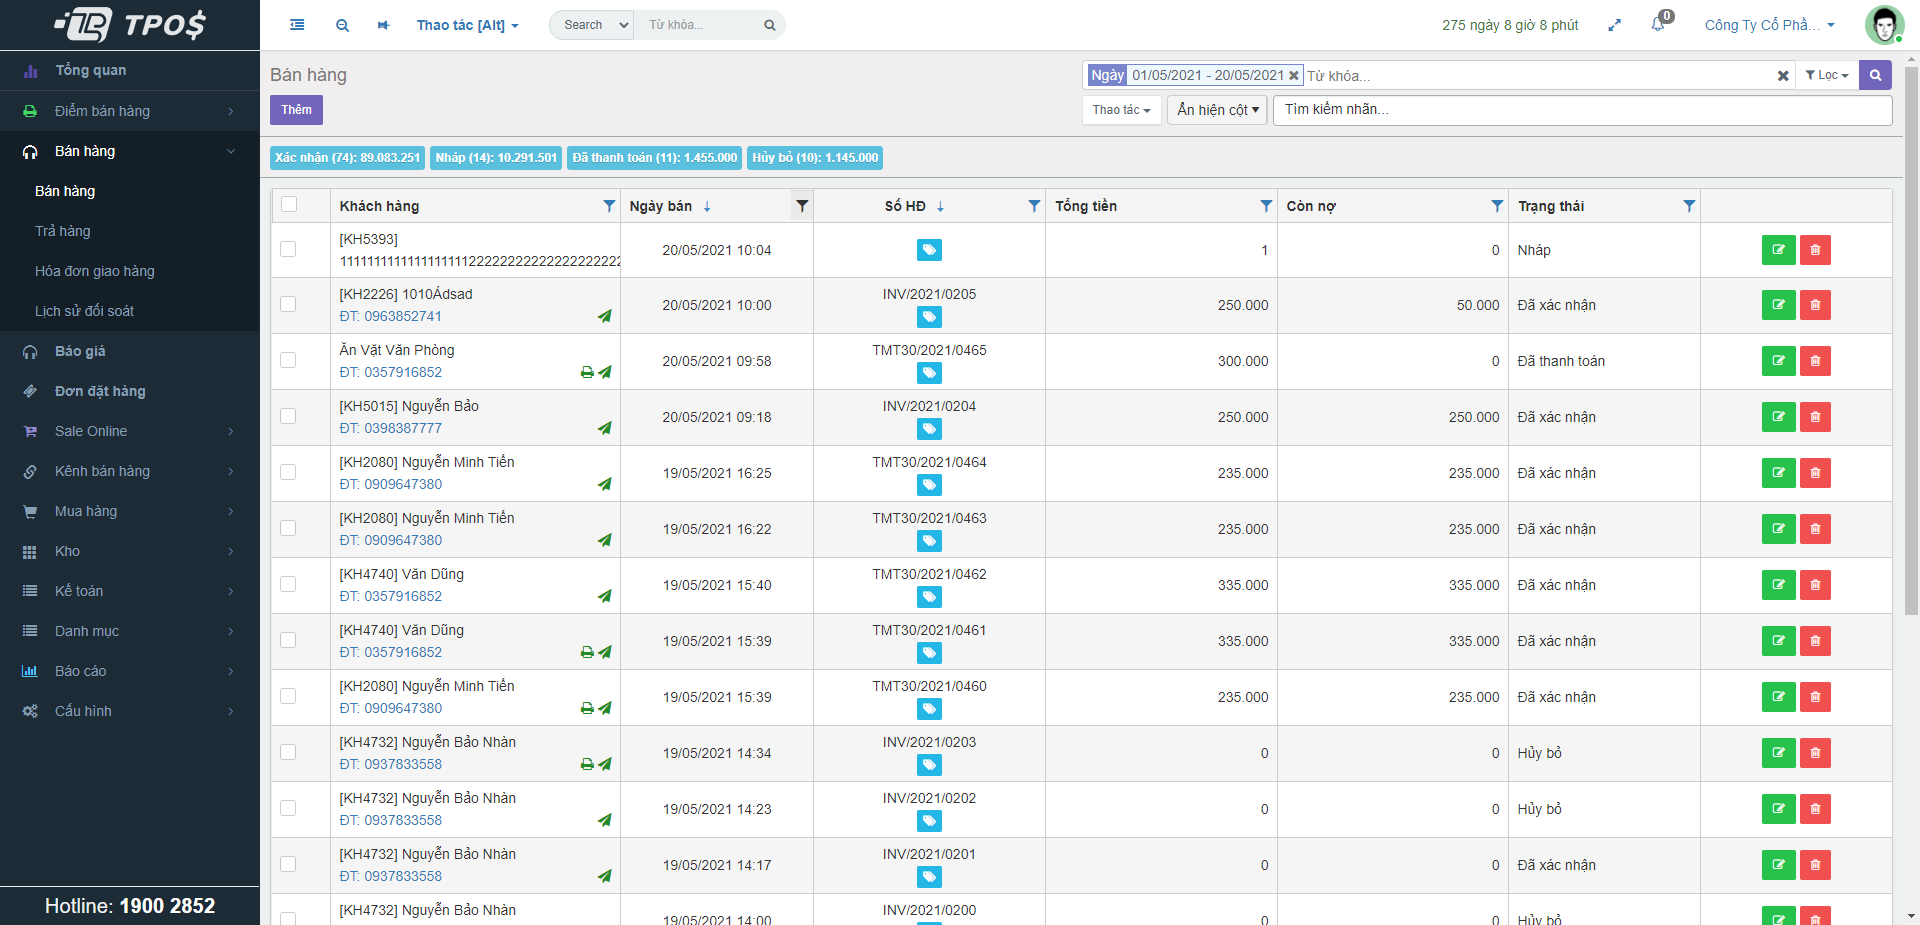 TPO$
Thao tác [Alt]
Search
Từ khóa...
275 ngày 8 giờ 8 phút
0
Công Ty Cổ Phầ...
Tổng quan
Điểm bán hàng
Bán hàng
Bán hàng
Trả hàng
Hóa đơn giao hàng
Lịch sử đối soát
Báo giá
Đơn đặt hàng
Sale Online
Kênh bán hàng
Mua hàng
Kho
Kế toán
Danh mục
Báo cáo
Cấu hình
Hotline: 1900 2852
Bán hàng
Ngày 01/05/2021 - 20/05/2021 Từ khóa...
Lọc
Thêm
Thao tác
Ẩn hiện cột
Tìm kiếm nhãn...
Xác nhận (74): 89.083.251
Nháp (14): 10.291.501
Đã thanh toán (11): 1.455.000
Hủy bỏ (10): 1.145.000
Khách hàng Ngày bán Số HĐ Tổng tiền Còn nợ Trạng thái
[KH5393]
20/05/2021 10:04 1 0 Nháp
[KH2226] 1010Ádsad
ĐT: 0963852741
20/05/2021 10:00 INV/2021/0205 250.000 50.000 Đã xác nhận
Ăn Vặt Văn Phòng
ĐT: 0357916852
20/05/2021 09:58 TMT30/2021/0465 300.000 0 Đã thanh toán
[KH5015] Nguyễn Bảo
ĐT: 0398387777
20/05/2021 09:18 INV/2021/0204 250.000 250.000 Đã xác nhận
[KH2080] Nguyễn Minh Tiến
ĐT: 0909647380
19/05/2021 16:25 TMT30/2021/0464 235.000 235.000 Đã xác nhận
[KH2080] Nguyễn Minh Tiến
ĐT: 0909647380
19/05/2021 16:22 TMT30/2021/0463 235.000 235.000 Đã xác nhận
[KH4740] Văn Dũng
ĐT: 0357916852
19/05/2021 15:40 TMT30/2021/0462 335.000 335.000 Đã xác nhận
[KH4740] Văn Dũng
ĐT: 0357916852
19/05/2021 15:39 TMT30/2021/0461 335.000 335.000 Đã xác nhận
[KH2080] Nguyễn Minh Tiến
ĐT: 0909647380
19/05/2021 15:39 TMT30/2021/0460 235.000 235.000 Đã xác nhận
[KH4732] Nguyễn Bảo Nhàn
ĐT: 0937833558
19/05/2021 14:34 INV/2021/0203 0 0 Hủy bỏ
[KH4732] Nguyễn Bảo Nhàn
ĐT: 0937833558
19/05/2021 14:23 INV/2021/0202 0 0 Hủy bỏ
[KH4732] Nguyễn Bảo Nhàn
ĐT: 0937833558
19/05/2021 14:17 INV/2021/0201 0 0 Đã xác nhận
[KH4732] Nguyễn Bảo Nhàn
19/05/2021 14:00 INV/2021/0200 0 0 Hủy bỏ